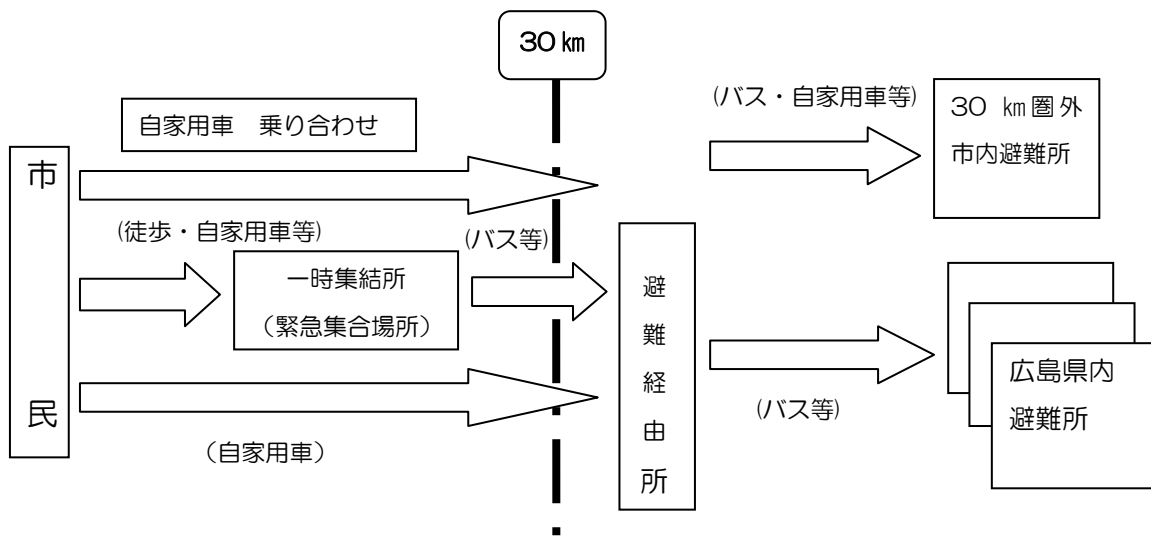 30㎞
(バス・自家用車等)
30 ㎞圏外
市内避難所
自家用車　乗り合わせ
市民
(徒歩・自家用車等)
(バス等)
一時集結所
（緊急集合場所）
避難経由所
広島県内
避難所
(バス等)
（自家用車）